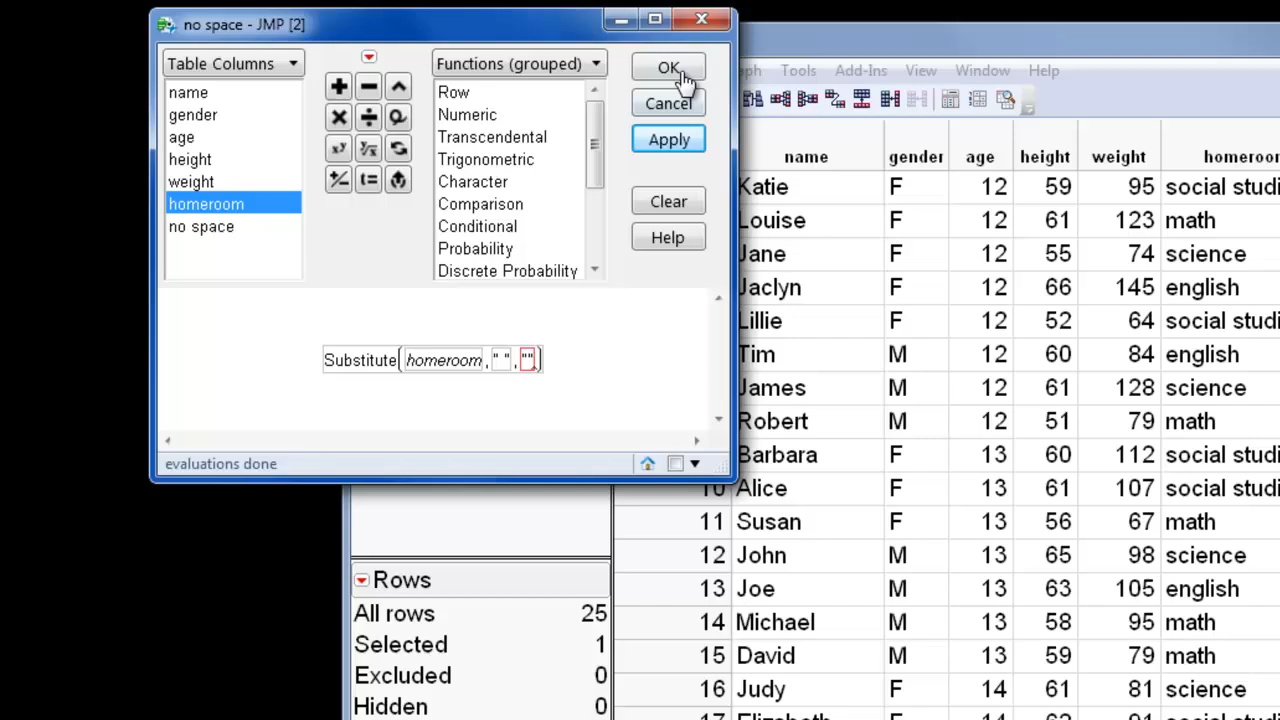 no space - JMP [2]
Table Columns
Functions (grouped)
OK
Cancel
Apply
Clear
Help
name
gender
age
height
weight
homeroom
no space
Row
Numeric
Transcendental
Trigonometric
Character
Comparison
Conditional
Probability
Discrete Probability
Substitute(homeroom," ","")
evaluations done
Tools Add-Ins View Window Help
name gender age height weight
Katie F 12 59 95
Louise F 12 61 123 math
Jane F 12 55 74 science
Jaclyn F 12 66 145 english
Lillie F 12 52 64
Tim M 12 60 84 english
James M 12 61 128 science
Robert M 12 51 79 math
Barbara F 13 60 112
10 Alice F 13 61 107
11 Susan F 13 56 67 math
12 John M 13 65 98 science
13 Joe M 13 63 105 english
14 Michael M 13 58 95 math
15 David M 13 59 79 math
16 Judy F 14 61 81 science
Rows
All rows 25
Selected 1
Excluded 0
Hidden 0